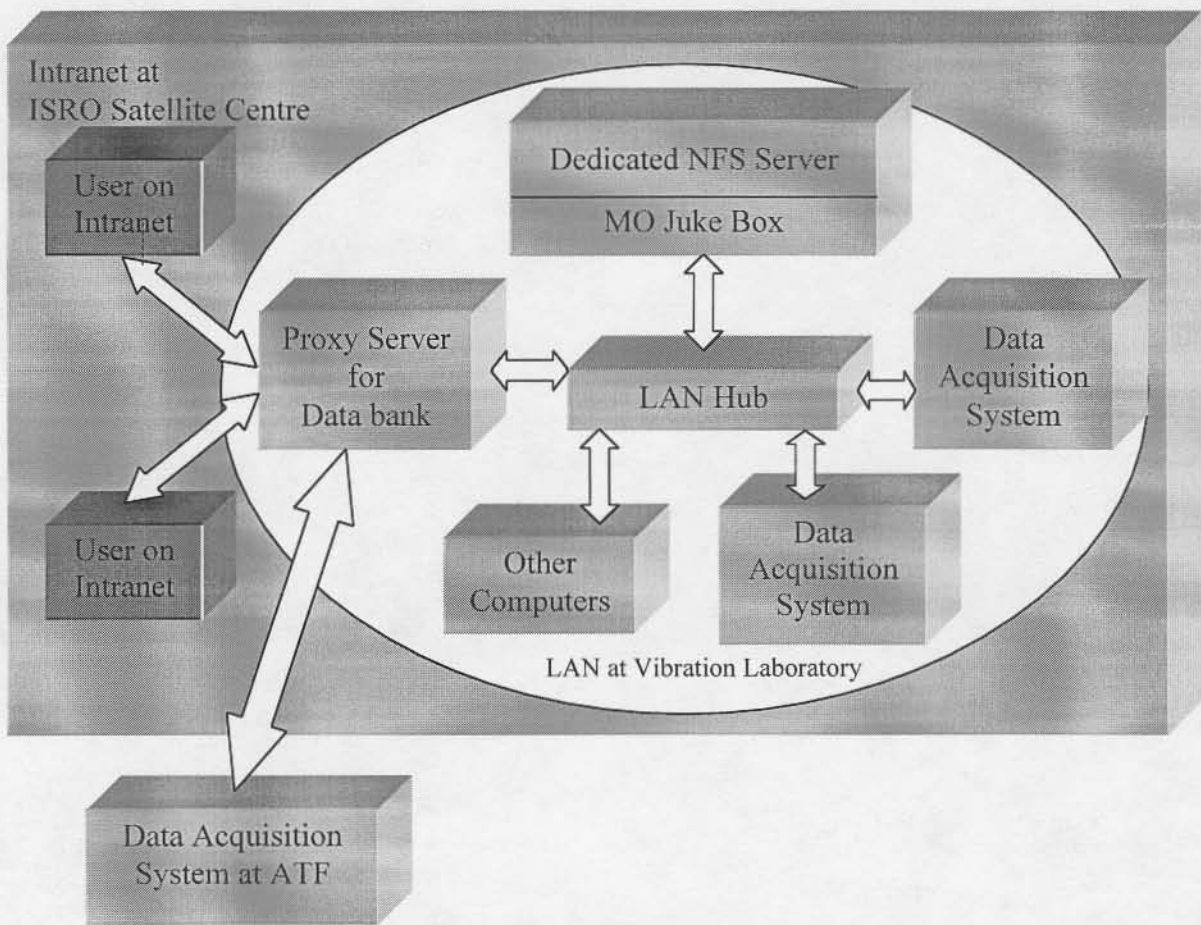 Intranet at
ISRO Satellite Centre
User on
Intranet
Dedicated NFS Server
MO Juke Box
Proxy Server
for
Data bank
LAN Hub
Data
Acquisition
System
User on
Intranet
Other
Computers
Data
Acquisition
System
LAN at Vibration Laboratory
Data Acquisition
System at ATF